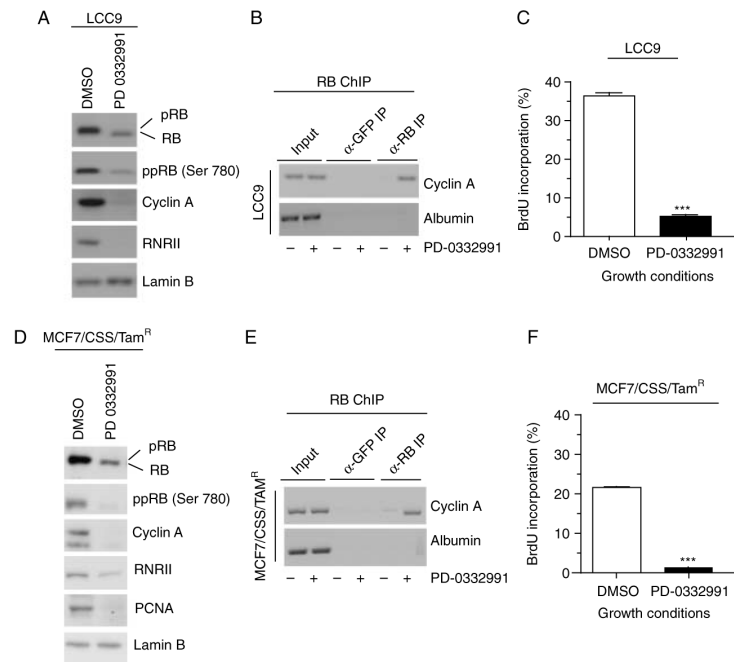 A
LCC9
DMSO
PD 0332991
pRB
RB
ppRB (Ser 780)
Cyclin A
RNRII
Lamin B
B
RB ChIP
Input
α-GFP IP
α-RB IP
LCC9
Cyclin A
Albumin
– + – + – + PD-0332991
C
LCC9
BrdU incorporation (%)
40
30
20
10
0
***
DMSO PD-0332991
Growth conditions
D
MCF7/CSS/Tam^R
DMSO
PD 0332991
pRB
RB
ppRB (Ser 780)
Cyclin A
RNRII
PCNA
Lamin B
E
RB ChIP
Input
α-GFP IP
α-RB IP
MCF7/CSS/TAM^R
Cyclin A
Albumin
– + – + – + PD-0332991
F
MCF7/CSS/Tam^R
BrdU incorporation (%)
40
30
20
10
0
***
DMSO PD-0332991
Growth conditions